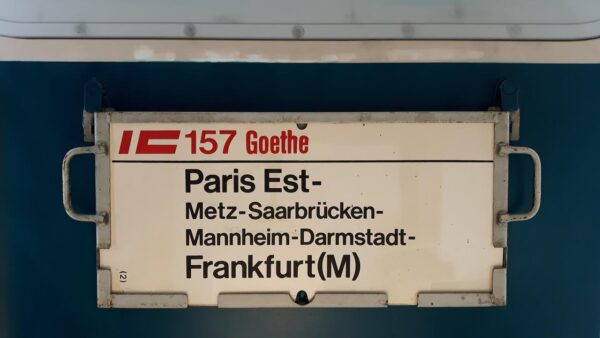 IC 157 Goethe
Paris Est-
Metz-Saarbrücken-
Mannheim-Darmstadt-
Frankfurt(M)
(2)